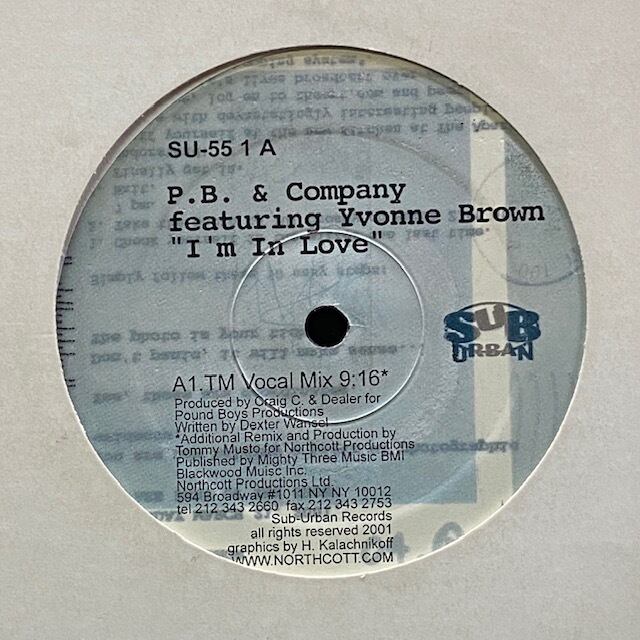 SU-55 1 A
P.B. & Company
featuring Yvonne Brown
"I'm In Love"
SUB
URBAN
A1.TM Vocal Mix 9:16*
Produced by Craig C. & Dealer for
Pound Boys Productions
Written by Dexter Wansel
*Additional Remix and Production by
Tommy Musto for Northcott Productions
Published by Mighty Three Music BMI
Blackwood Muisc Inc.
Northcott Productions Ltd.
594 Broadway #1011 NY NY 10012
tel 212 343 2660 fax 212 343 2753
Sub-Urban Records
all rights reserved 2001
graphics by H. Kalachnikoff
WWW.NORTHCOTT.COM